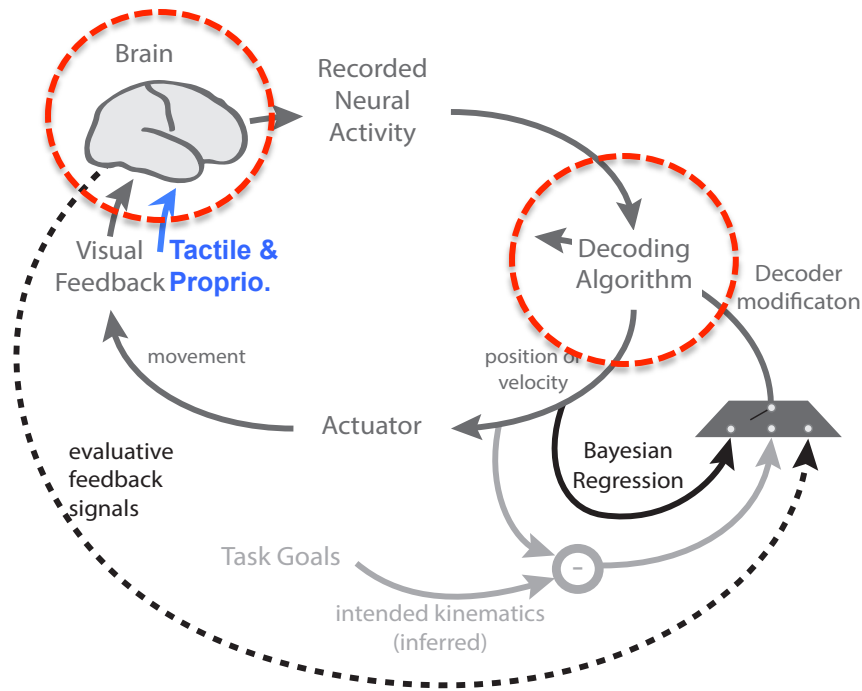 Brain
Recorded
Neural
Activity
Visual
Feedback
Tactile &
Proprio.
Decoding
Algorithm
Decoder
modificaton
movement
position or
velocity
Actuator
evaluative
feedback
signals
Bayesian
Regression
Task Goals
-
intended kinematics
(inferred)